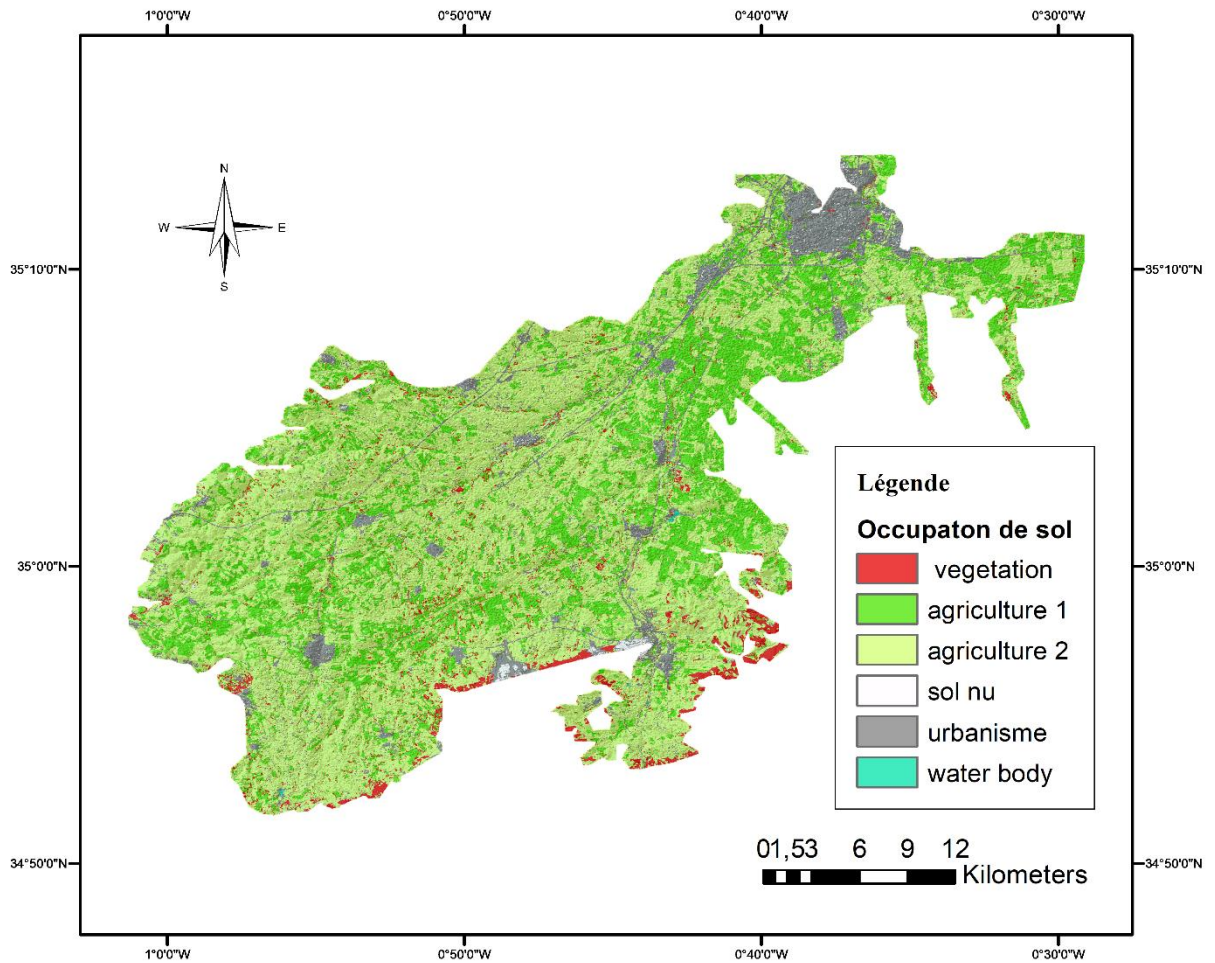 1°0'0"W 0°50'0"W 0°40'0"W 0°30'0"W
N
W E
S
35°10'0"N 35°10'0"N
Légende
Occupaton de sol
vegetation
agriculture 1
35°0'0"N 35°0'0"N
agriculture 2
sol nu
urbanisme
water body
01,53 6 9 12
Kilometers
34°50'0"N 34°50'0"N
1°0'0"W 0°50'0"W 0°40'0"W 0°30'0"W